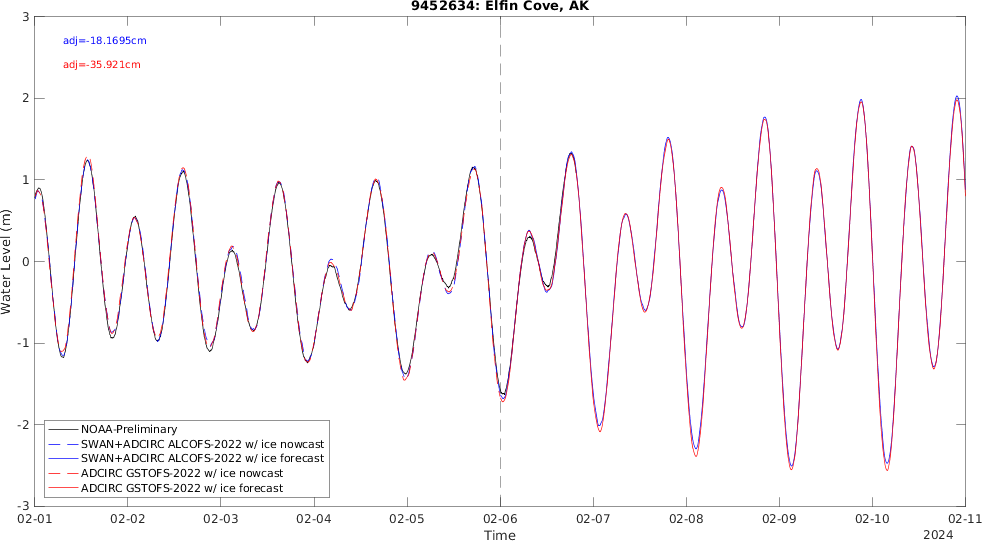 9452634: Elfin Cove, AK
adj=-18.1695cm
adj=-35.921cm
Water Level (m)
3
2
1
0
-1
-2
-3
NOAA-Preliminary
SWAN+ADCIRC ALCOFS-2022 w/ ice nowcast
SWAN+ADCIRC ALCOFS-2022 w/ ice forecast
ADCIRC GSTOFS-2022 w/ ice nowcast
ADCIRC GSTOFS-2022 w/ ice forecast
02-01 02-02 02-03 02-04 02-05 02-06 02-07 02-08 02-09 02-10 02-11
Time
2024